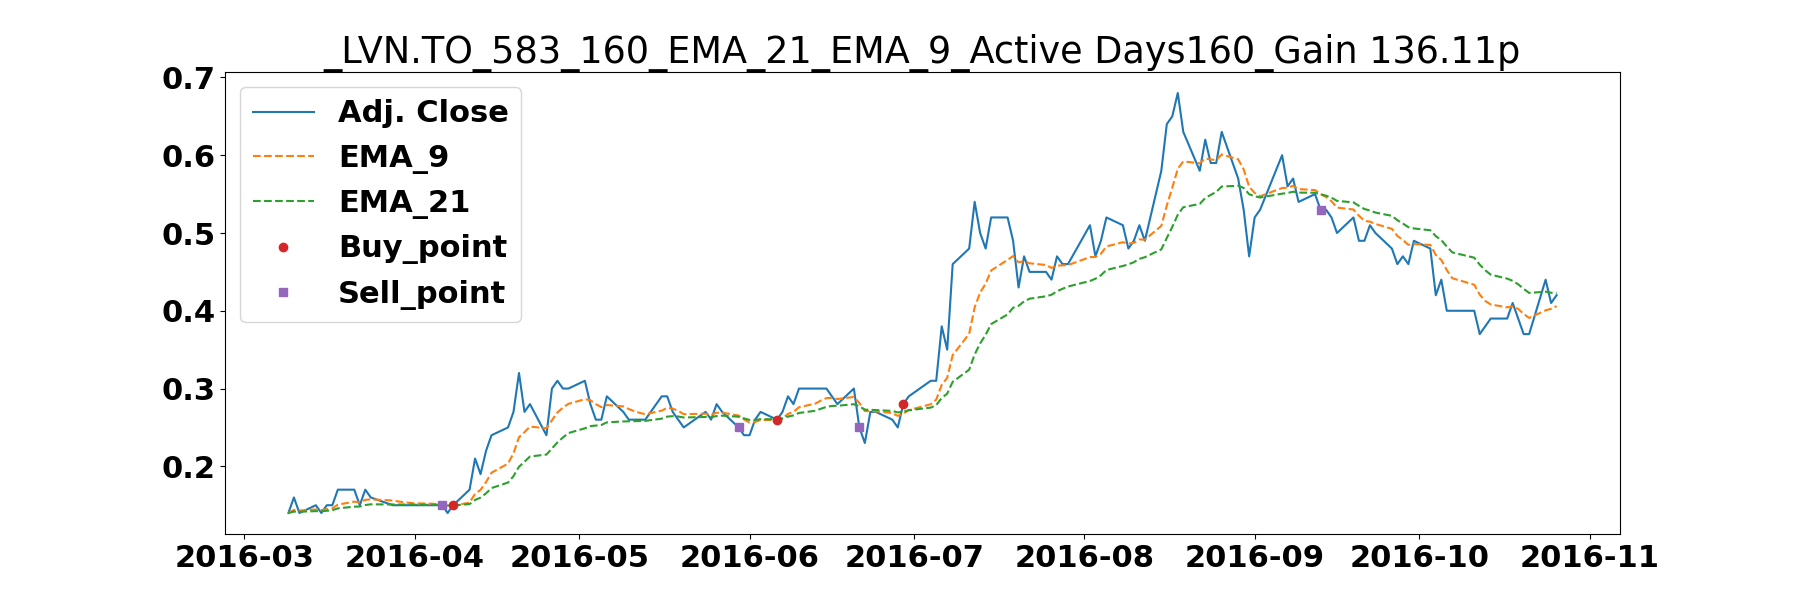 _LVN.TO_583_160_EMA_21_EMA_9_Active Days160_Gain 136.11p
0.7
0.6
0.5
0.4
0.3
0.2
Adj. Close
EMA_9
EMA_21
Buy_point
Sell_point
2016-03 2016-04 2016-05 2016-06 2016-07 2016-08 2016-09 2016-10 2016-11